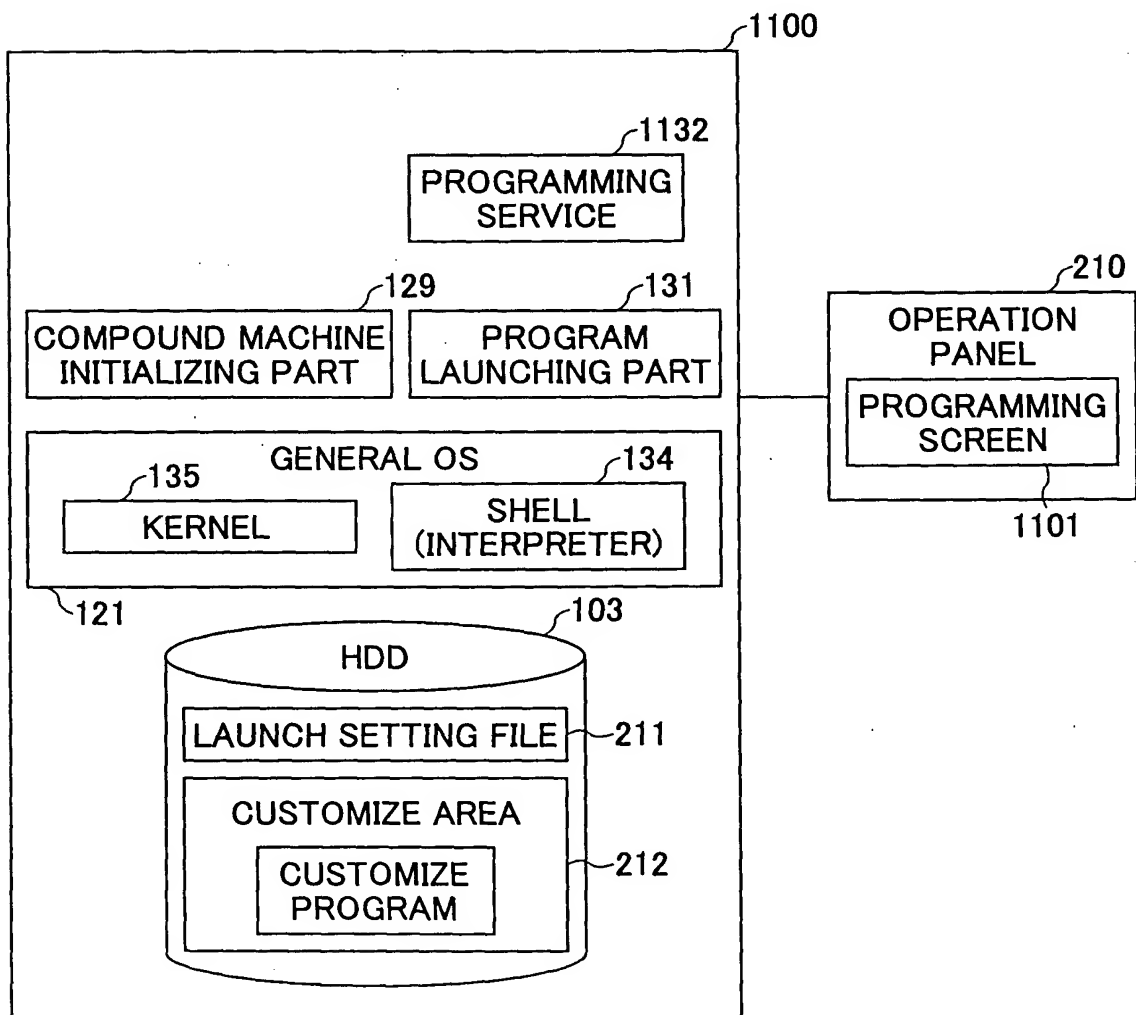 1100
1132
PROGRAMMING
SERVICE
129
COMPOUND MACHINE
INITIALIZING PART
131
PROGRAM
LAUNCHING PART
210
OPERATION
PANEL
PROGRAMMING
SCREEN
1101
GENERAL OS
135
KERNEL
134
SHELL
(INTERPRETER)
121
103
HDD
LAUNCH SETTING FILE
211
CUSTOMIZE AREA
212
CUSTOMIZE
PROGRAM